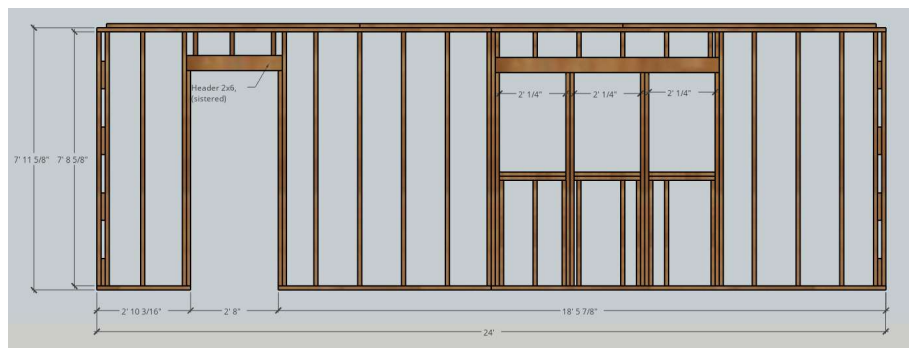 Header 2x6,
(sistered)
2' 1/4" 2' 1/4" 2' 1/4"
7' 11 5/8" 7' 8 5/8"
2' 10 3/16" 2' 8" 18' 5 7/8"
24'